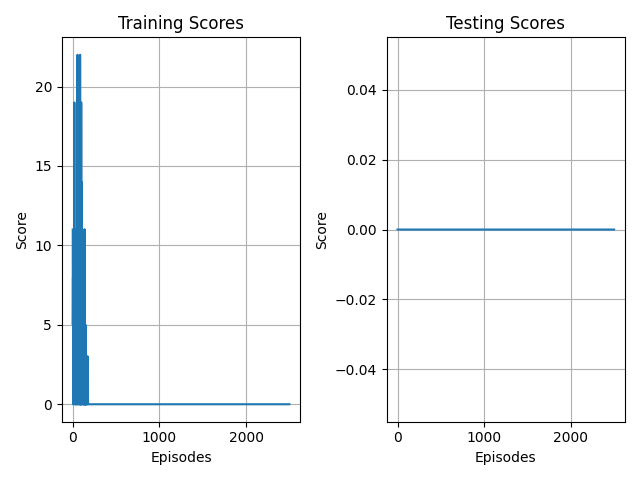 Training Scores
Score
20
15
10
5
0
0 1000 2000
Episodes
Testing Scores
Score
0.04
0.02
0.00
−0.02
−0.04
0 1000 2000
Episodes